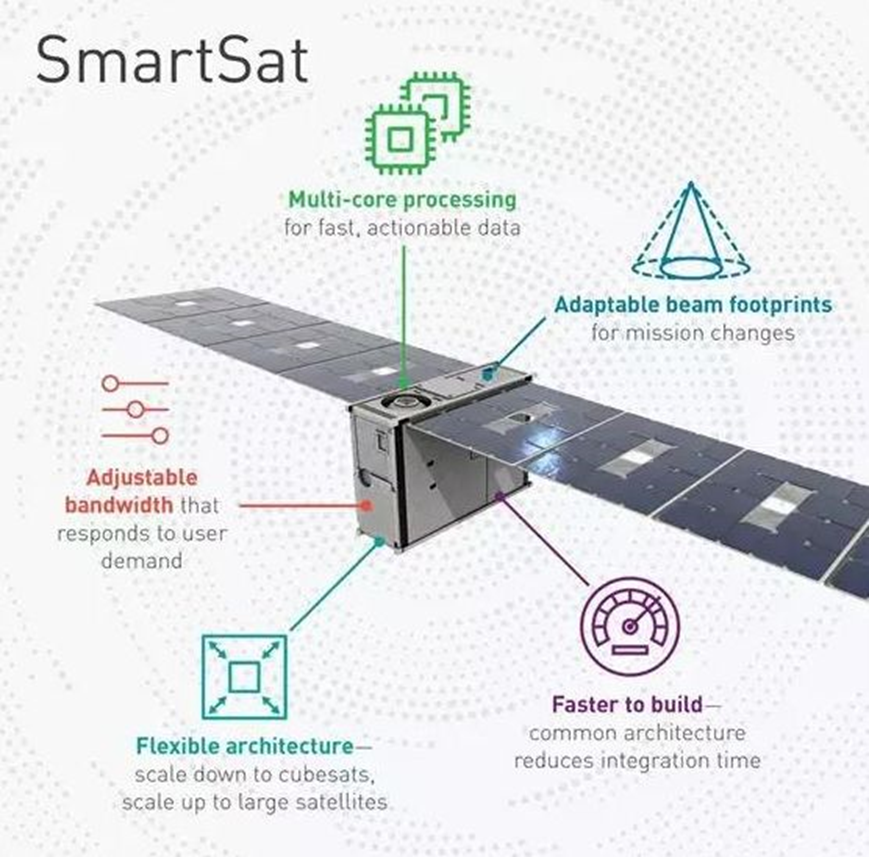 SmartSat
Multi-core processing
for fast, actionable data
Adaptable beam footprints
for mission changes
Adjustable
bandwidth that
responds to user
demand
Flexible architecture—
scale down to cubesats,
scale up to large satellites
Faster to build—
common architecture
reduces integration time